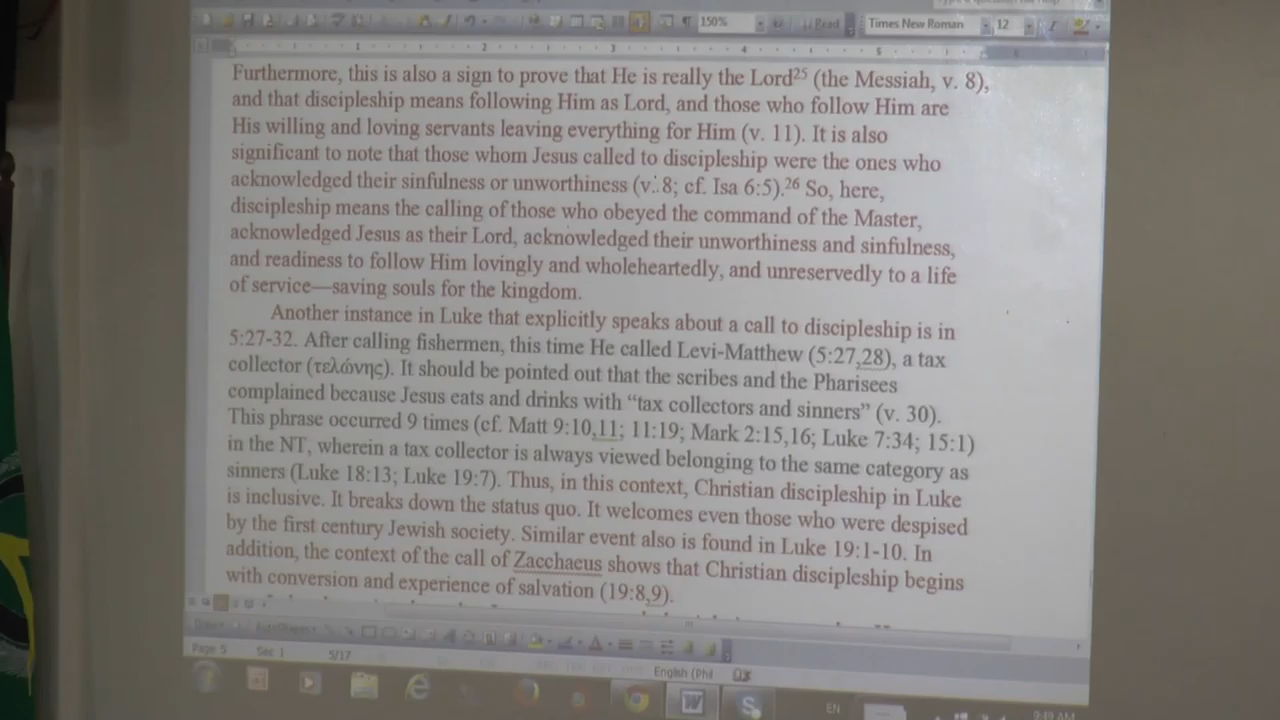 150%
Read
Times New Roman
12
1 2 3 4 5
Furthermore, this is also a sign to prove that He is really the Lord²⁵ (the Messiah, v. 8),
and that discipleship means following Him as Lord, and those who follow Him are
His willing and loving servants leaving everything for Him (v. 11). It is also
significant to note that those whom Jesus called to discipleship were the ones who
acknowledged their sinfulness or unworthiness (v. 8; cf. Isa 6:5).²⁶ So, here,
discipleship means the calling of those who obeyed the command of the Master,
acknowledged Jesus as their Lord, acknowledged their unworthiness and sinfulness,
and readiness to follow Him lovingly and wholeheartedly, and unreservedly to a life
of service—saving souls for the kingdom.
Another instance in Luke that explicitly speaks about a call to discipleship is in
5:27-32. After calling fishermen, this time He called Levi-Matthew (5:27,28), a tax
collector (τελώνης). It should be pointed out that the scribes and the Pharisees
complained because Jesus eats and drinks with “tax collectors and sinners” (v. 30).
This phrase occurred 9 times (cf. Matt 9:10,11; 11:19; Mark 2:15,16; Luke 7:34; 15:1)
in the NT, wherein a tax collector is always viewed belonging to the same category as
sinners (Luke 18:13; Luke 19:7). Thus, in this context, Christian discipleship in Luke
is inclusive. It breaks down the status quo. It welcomes even those who were despised
by the first century Jewish society. Similar event also is found in Luke 19:1-10. In
addition, the context of the call of Zacchaeus shows that Christian discipleship begins
with conversion and experience of salvation (19:8,9).
AutoShapes
Page 5 Sec 1 5/17
English (Phil
EN
9:49 AM